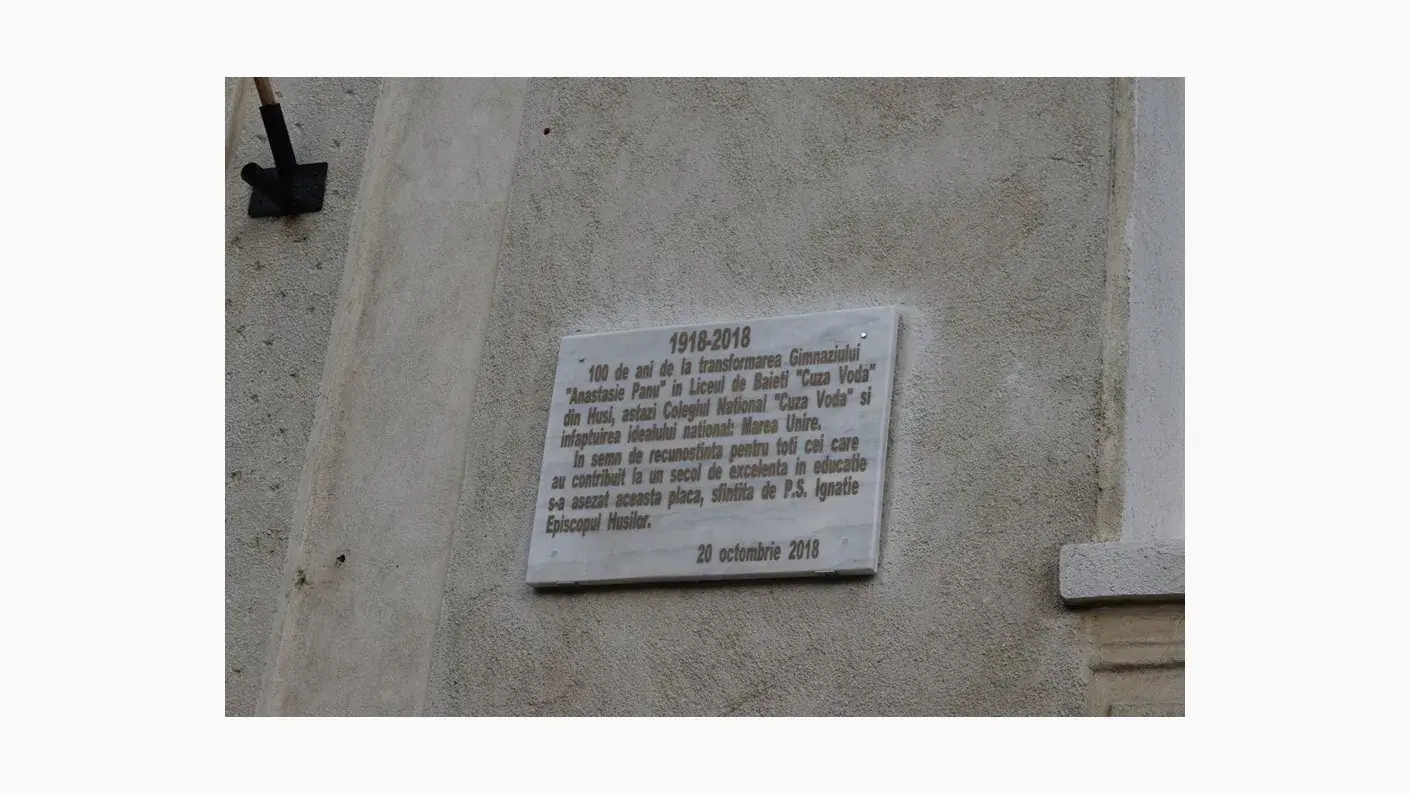 1918-2018
100 de ani de la transformarea Gimnaziului
"Anastasie Panu" in Liceul de Baieti "Cuza Voda"
din Husi, astazi Colegiul National "Cuza Voda" si
infaptuirea idealului national: Marea Unire.
In semn de recunostinta pentru toti cei care
au contribuit la un secol de excelenta in educatie
s-a asezat aceasta placa, sfintita de P.S. Ignatie
Episcopul Husilor.
20 octombrie 2018